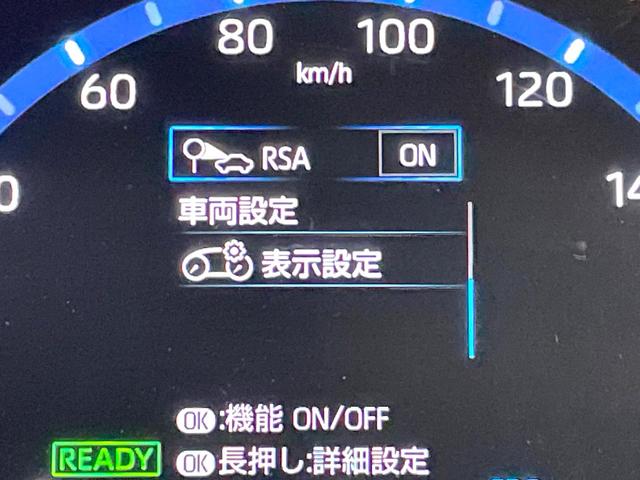 80 100
km/h
60 120
RSA ON
車両設定
表示設定
OK:機能 ON/OFF
READY OK長押し:詳細設定